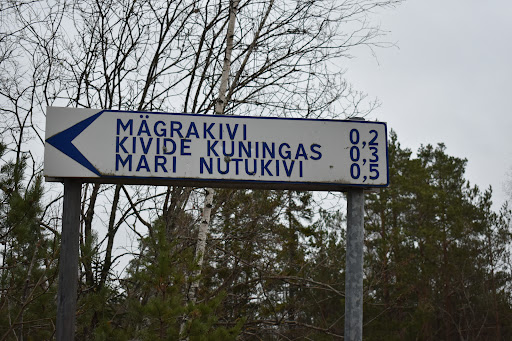 MÄGRAKIVI 0,2
KIVIDE KUNINGAS 0,3
MARI NUTUKIVI 0,5